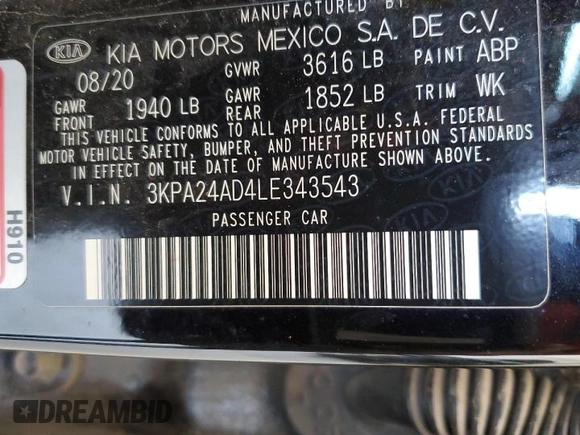 MANUFACTURED BY
KIA KIA MOTORS MEXICO S.A. DE C.V.
08/20 GVWR 3616 LB PAINT ABP
GAWR FRONT 1940 LB GAWR REAR 1852 LB TRIM WK
THIS VEHICLE CONFORMS TO ALL APPLICABLE U.S.A. FEDERAL
MOTOR VEHICLE SAFETY, BUMPER, AND THEFT PREVENTION STANDARDS
IN EFFECT ON THE DATE OF MANUFACTURE SHOWN ABOVE.
V.I.N. 3KPA24AD4LE343543
PASSENGER CAR
H910
DREAMBID